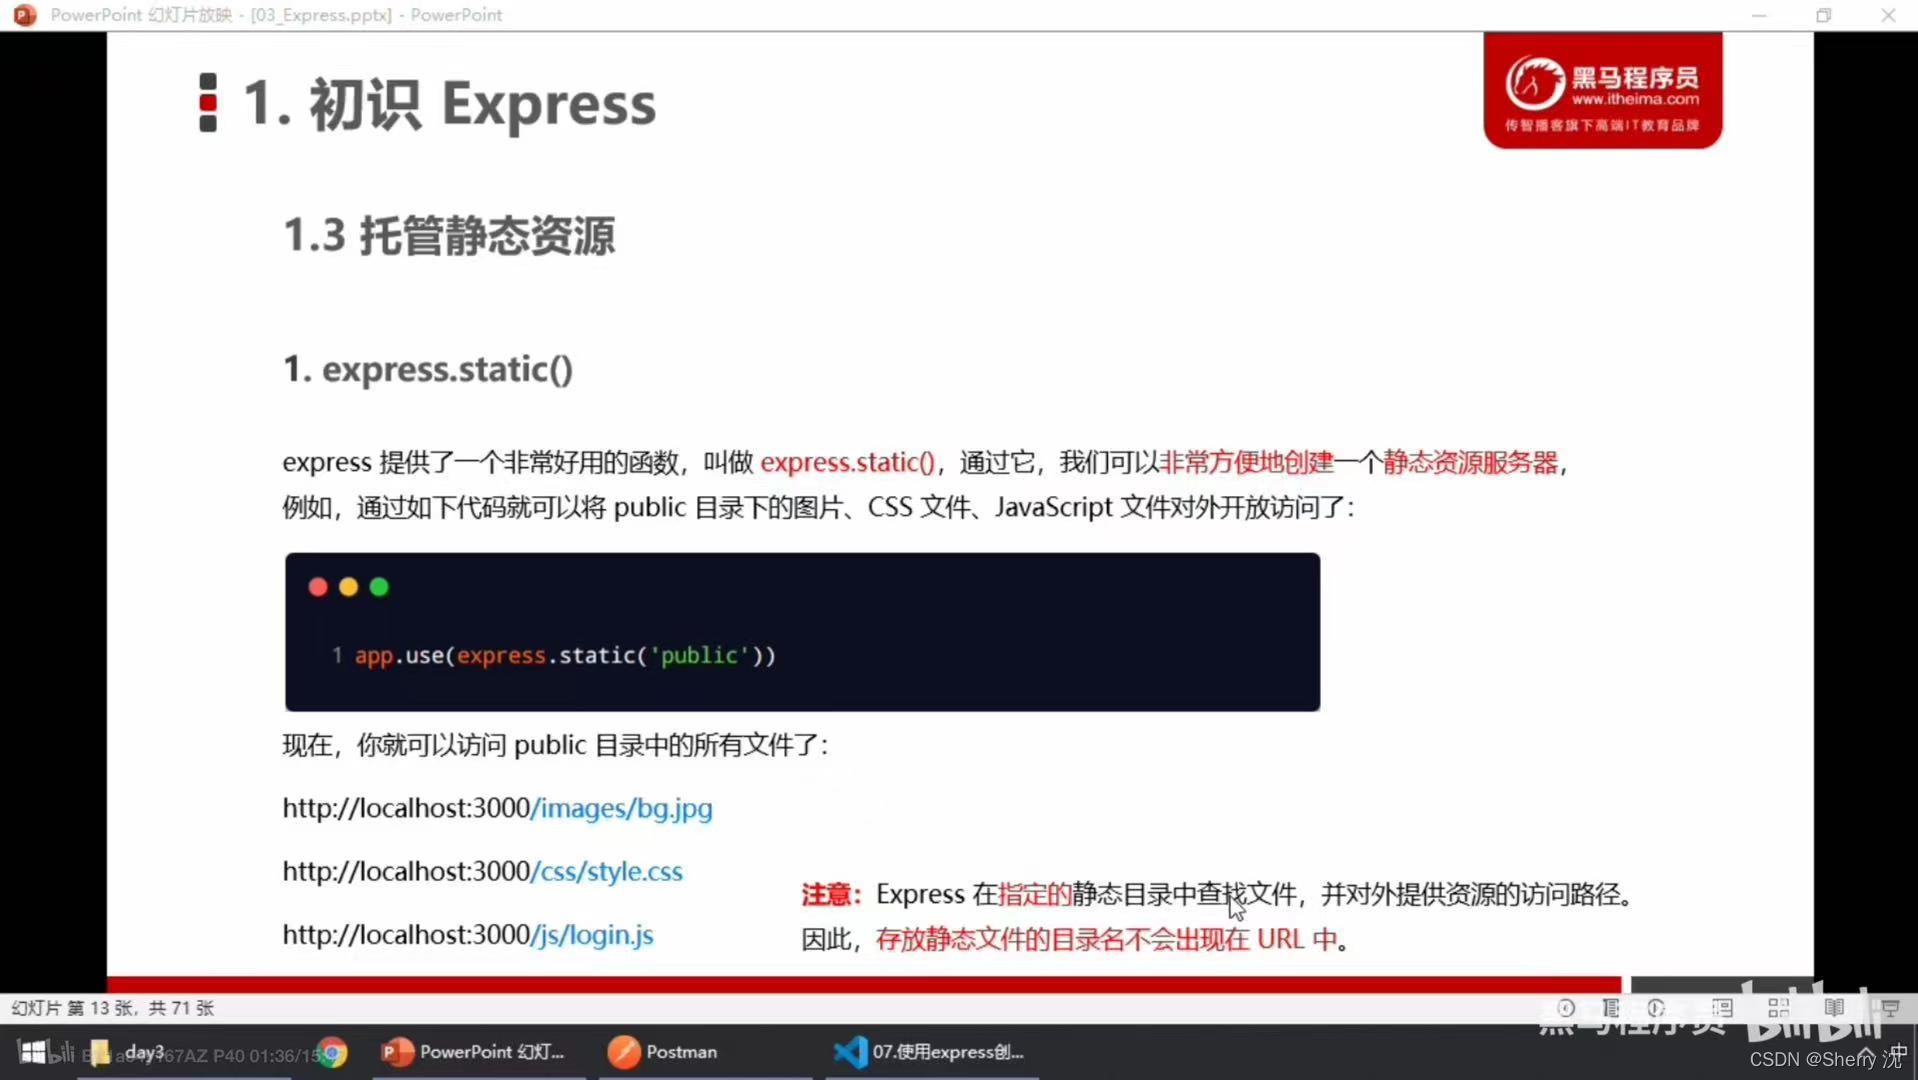 PowerPoint 幻灯片放映 - [03_Express.pptx] - PowerPoint
1. 初识 Express
黑马程序员
www.itheima.com
传智播客旗下高端IT教育品牌
1.3 托管静态资源
1. express.static()
express 提供了一个非常好用的函数，叫做 express.static()，通过它，我们可以非常方便地创建一个静态资源服务器，
例如，通过如下代码就可以将 public 目录下的图片、CSS 文件、JavaScript 文件对外开放访问了：
1 app.use(express.static('public'))
现在，你就可以访问 public 目录中的所有文件了：
http://localhost:3000/images/bg.jpg
http://localhost:3000/css/style.css
http://localhost:3000/js/login.js
注意：Express 在指定的静态目录中查找文件，并对外提供资源的访问路径。
因此，存放静态文件的目录名不会出现在 URL 中。
幻灯片 第 13 张，共 71 张
黑马程序员 bilibili
day3
P40 01:36/15
PowerPoint 幻灯...
Postman
07.使用express创...
中
CSDN @Sherry 沈